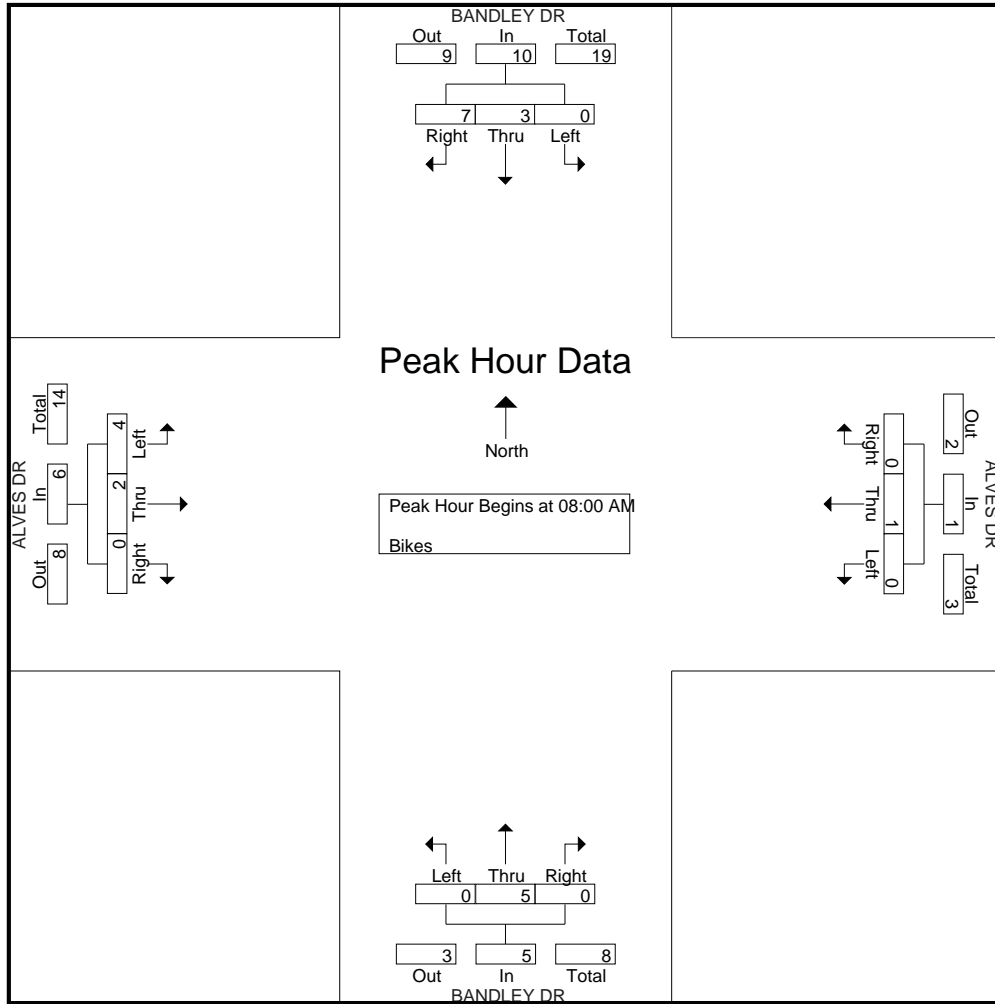 BANDLEY DR
Out In Total
9 10 19
7 3 0
Right Thru Left
Peak Hour Data
North
Peak Hour Begins at 08:00 AM
Bikes
ALVES DR
Out In Total
8 6 14
0 2 4
Right Thru Left
ALVES DR
Out In Total
2 1 3
0 1 0
Right Thru Left
Left Thru Right
0 5 0
3 5 8
Out In Total
BANDLEY DR